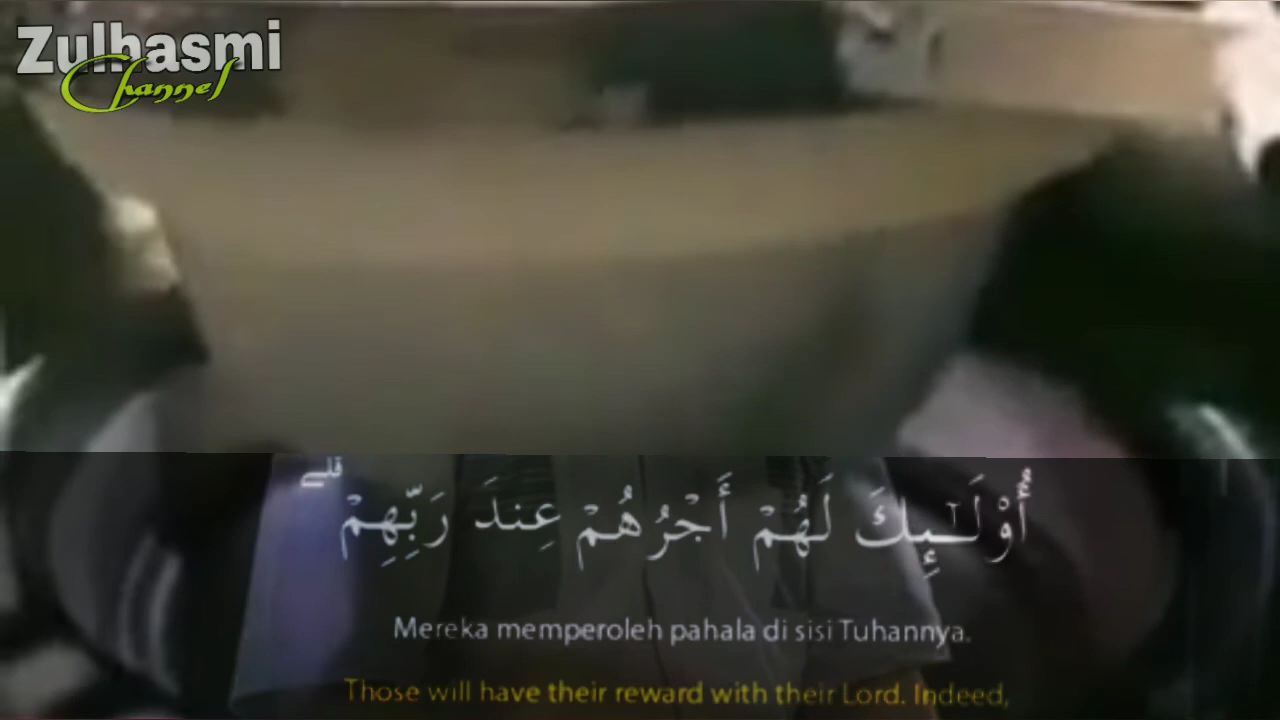 Zulhasmi
Channel
أُو۟لَـٰٓئِكَ لَهُمْ أَجْرُهُمْ عِندَ رَبِّهِمْ ۗ
Mereka memperoleh pahala di sisi Tuhannya.
Those will have their reward with their Lord. Indeed,